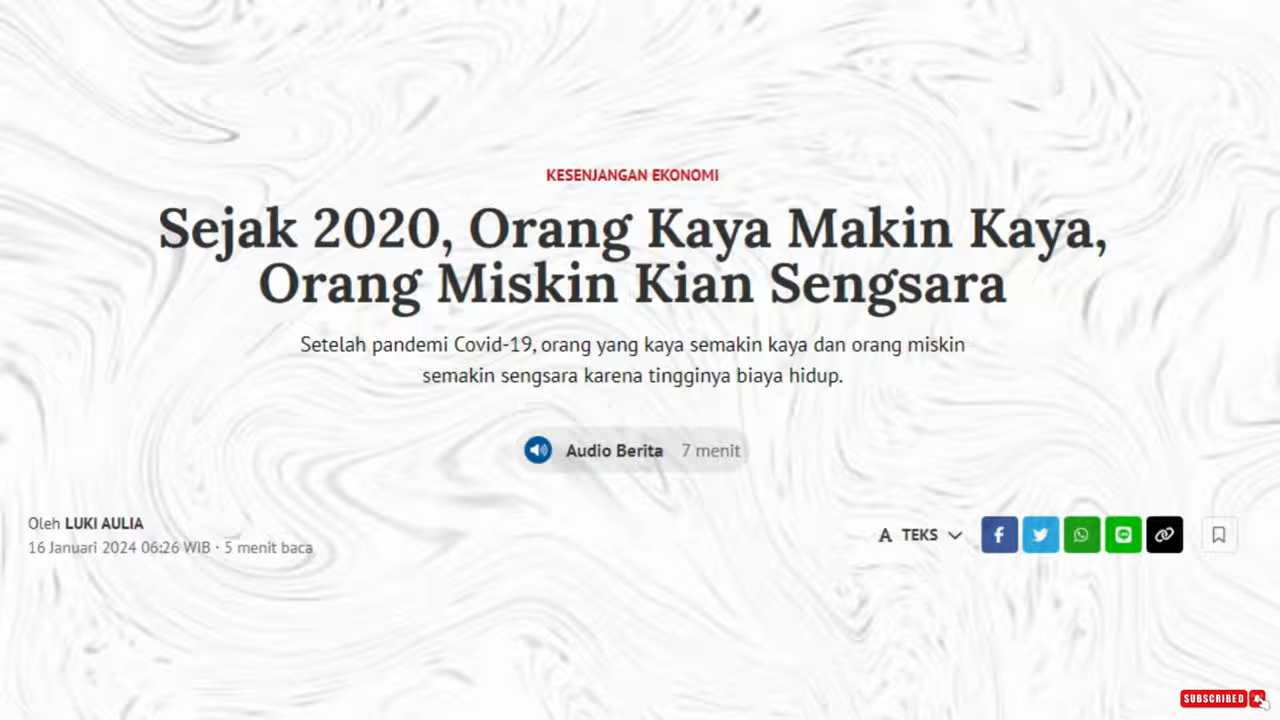 KESENJANGAN EKONOMI
Sejak 2020, Orang Kaya Makin Kaya,
Orang Miskin Kian Sengsara
Setelah pandemi Covid-19, orang yang kaya semakin kaya dan orang miskin
semakin sengsara karena tingginya biaya hidup.
Audio Berita 7 menit
Oleh LUKI AULIA
16 Januari 2024 06:26 WIB · 5 menit baca
A TEKS
SUBSCRIBED